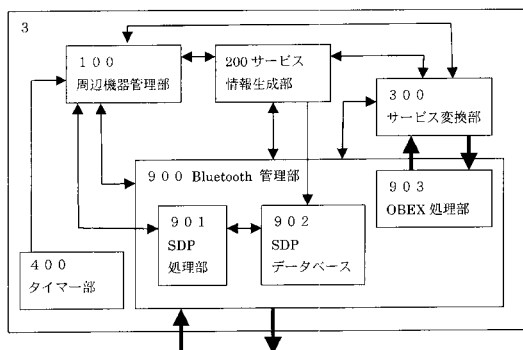 3
100
周辺機器管理部
200サービス
情報生成部
300
サービス変換部
900 Bluetooth 管理部
901
SDP
処理部
902
SDP
データベース
903
OBEX 処理部
400
タイマー部